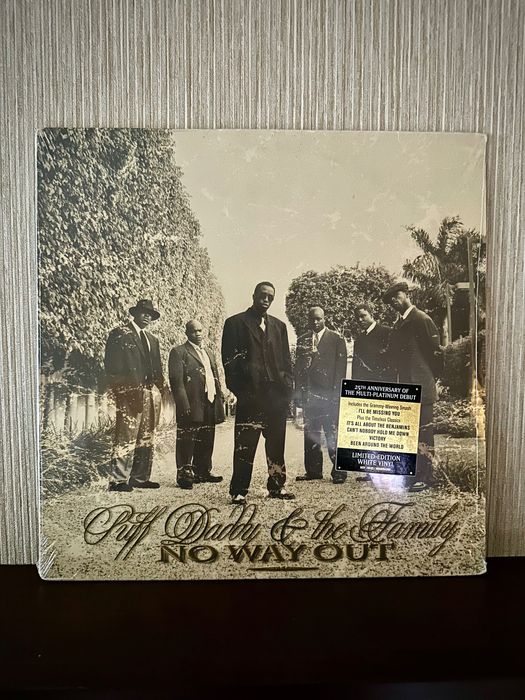 25TH ANNIVERSARY OF
THE MULTI-PLATINUM DEBUT
Includes the Grammy-Winning Smash
I'LL BE MISSING YOU
Plus the Timeless Classics
IT'S ALL ABOUT THE BENJAMINS
CAN'T NOBODY HOLD ME DOWN
VICTORY
BEEN AROUND THE WORLD
LIMITED-EDITION
WHITE VINYL
Puff Daddy & the Family
NO WAY OUT